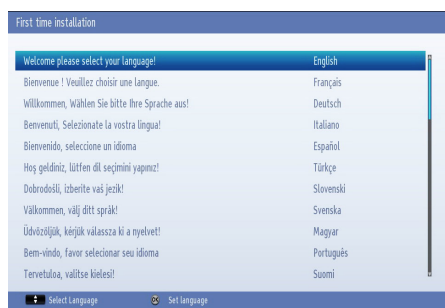 First time installation
Welcome please select your language! English
Bienvenue ! Veuillez choisir une langue. Français
Willkommen, Wählen Sie bitte Ihre Sprache aus! Deutsch
Benvenuti, Selezionate la vostra lingua! Italiano
Bienvenido, seleccione un idioma Español
Hoş geldiniz, lütfen dil seçimini yapınız! Türkçe
Dobrodošli, izberite vaš jezik! Slovenski
Välkommen, välj ditt språk! Svenska
Üdvözöljük, kérjük válassza ki a nyelvet! Magyar
Bem-vindo, favor selecionar seu idioma Português
Tervetuloa, valitse kielesi! Suomi
Select Language OK Set language